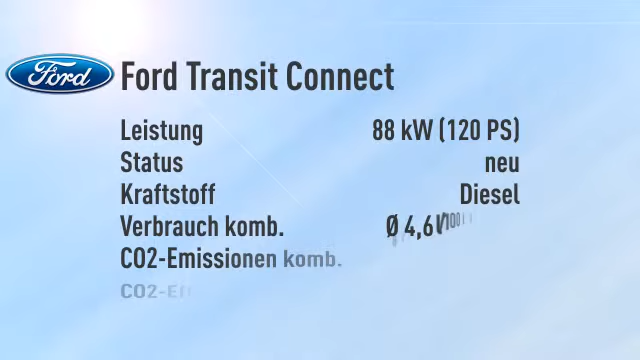 Ford
Ford Transit Connect
Leistung 88 kW (120 PS)
Status neu
Kraftstoff Diesel
Verbrauch komb. Ø 4,6
CO2-Emissionen komb.